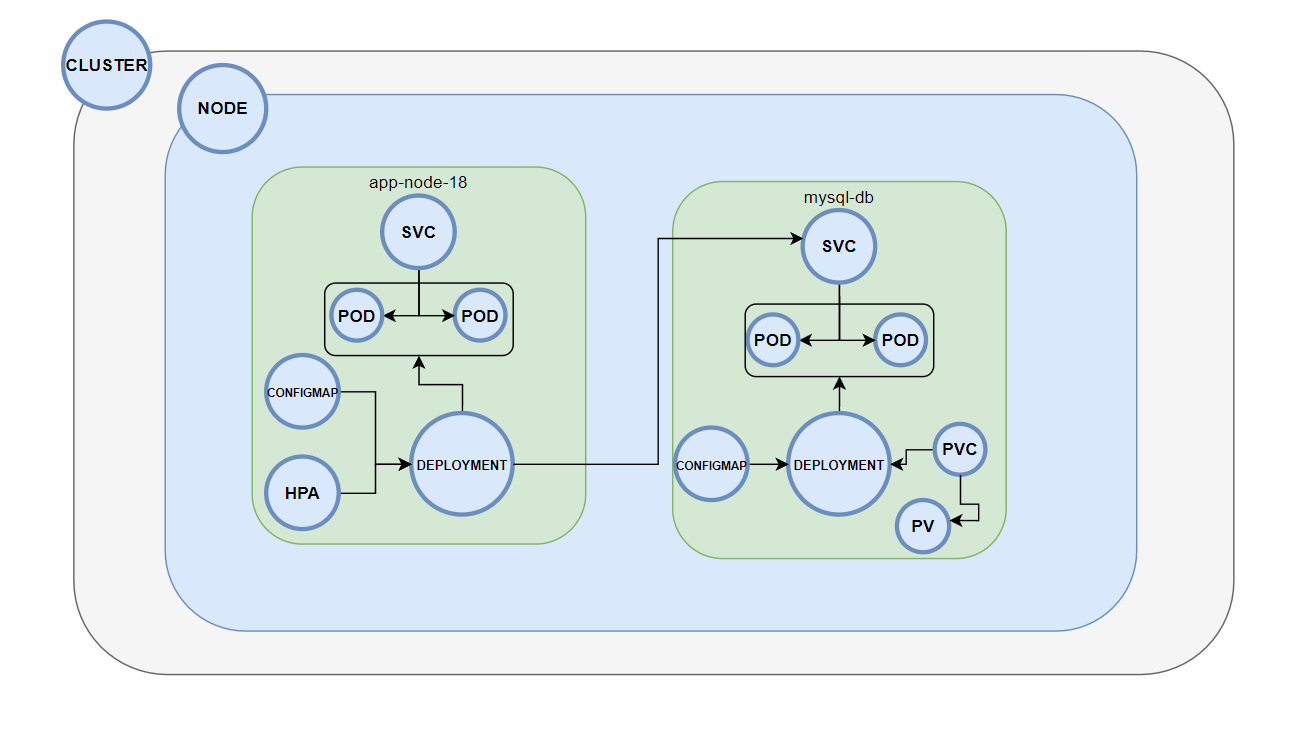 CLUSTER
NODE
app-node-18
SVC
POD
POD
CONFIGMAP
HPA
DEPLOYMENT
mysql-db
SVC
POD
POD
CONFIGMAP
DEPLOYMENT
PVC
PV